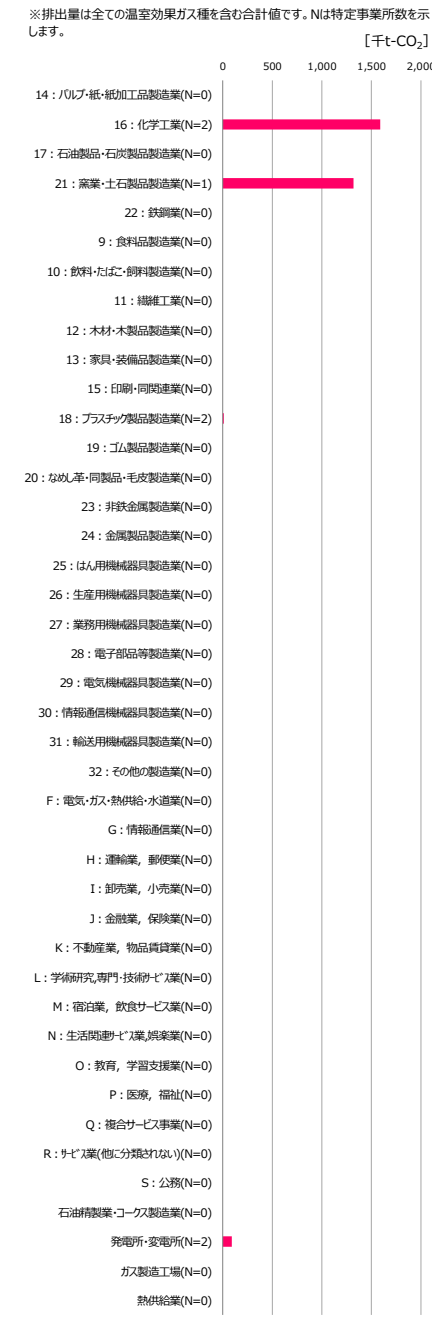 ※排出量は全ての温室効果ガス種を含む合計値です。Nは特定事業所数を示
します。
[千t-CO₂]
0 500 1,000 1,500 2,000
14：パルプ・紙・紙加工品製造業(N=0)
16：化学工業(N=2)
17：石油製品・石炭製品製造業(N=0)
21：窯業・土石製品製造業(N=1)
22：鉄鋼業(N=0)
9：食料品製造業(N=0)
10：飲料・たばこ・飼料製造業(N=0)
11：繊維工業(N=0)
12：木材・木製品製造業(N=0)
13：家具・装備品製造業(N=0)
15：印刷・同関連業(N=0)
18：プラスチック製品製造業(N=2)
19：ゴム製品製造業(N=0)
20：なめし革・同製品・毛皮製造業(N=0)
23：非鉄金属製造業(N=0)
24：金属製品製造業(N=0)
25：はん用機械器具製造業(N=0)
26：生産用機械器具製造業(N=0)
27：業務用機械器具製造業(N=0)
28：電子部品等製造業(N=0)
29：電気機械器具製造業(N=0)
30：情報通信機械器具製造業(N=0)
31：輸送用機械器具製造業(N=0)
32：その他の製造業(N=0)
F：電気・ガス・熱供給・水道業(N=0)
G：情報通信業(N=0)
H：運輸業，郵便業(N=0)
I：卸売業，小売業(N=0)
J：金融業，保険業(N=0)
K：不動産業，物品賃貸業(N=0)
L：学術研究,専門・技術ｻｰﾋﾞｽ業(N=0)
M：宿泊業，飲食サービス業(N=0)
N：生活関連ｻｰﾋﾞｽ業,娯楽業(N=0)
O：教育，学習支援業(N=0)
P：医療，福祉(N=0)
Q：複合サービス事業(N=0)
R：ｻｰﾋﾞｽ業(他に分類されない)(N=0)
S：公務(N=0)
石油精製業・コークス製造業(N=0)
発電所・変電所(N=2)
ガス製造工場(N=0)
熱供給業(N=0)